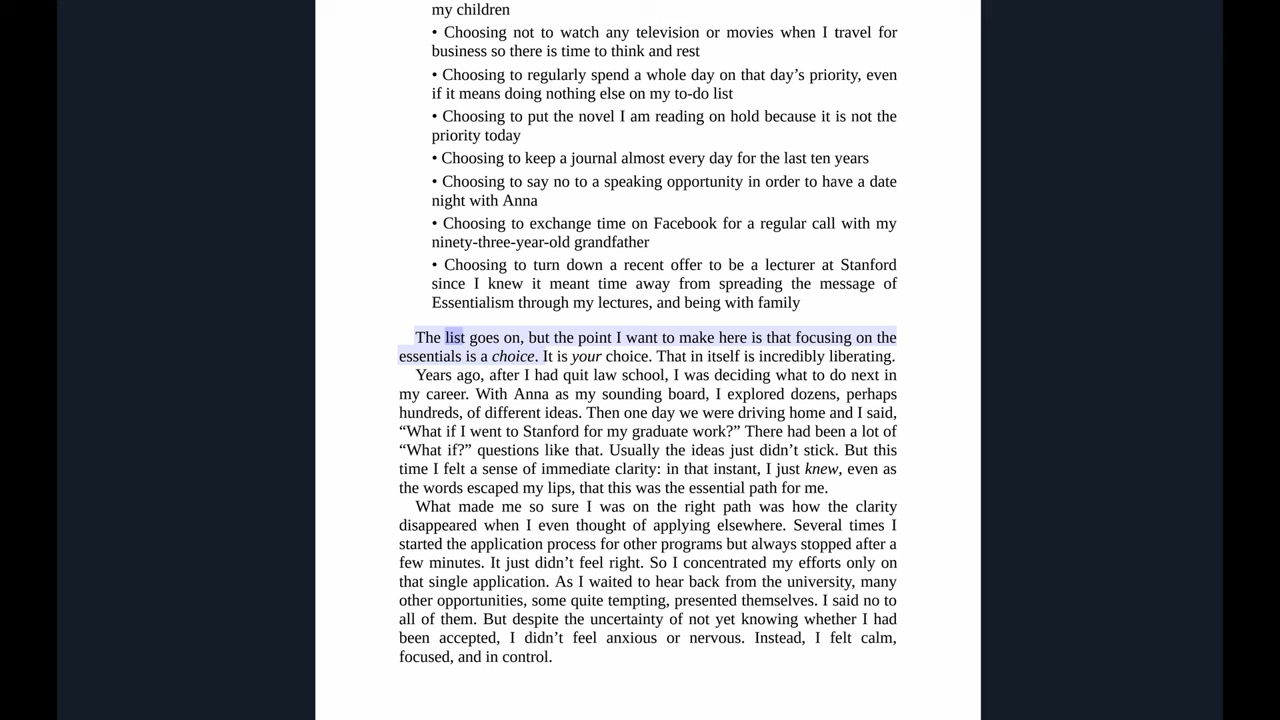 my children
• Choosing not to watch any television or movies when I travel for
business so there is time to think and rest
• Choosing to regularly spend a whole day on that day’s priority, even
if it means doing nothing else on my to-do list
• Choosing to put the novel I am reading on hold because it is not the
priority today
• Choosing to keep a journal almost every day for the last ten years
• Choosing to say no to a speaking opportunity in order to have a date
night with Anna
• Choosing to exchange time on Facebook for a regular call with my
ninety-three-year-old grandfather
• Choosing to turn down a recent offer to be a lecturer at Stanford
since I knew it meant time away from spreading the message of
Essentialism through my lectures, and being with family
The list goes on, but the point I want to make here is that focusing on the
essentials is a choice. It is your choice. That in itself is incredibly liberating.
Years ago, after I had quit law school, I was deciding what to do next in
my career. With Anna as my sounding board, I explored dozens, perhaps
hundreds, of different ideas. Then one day we were driving home and I said,
“What if I went to Stanford for my graduate work?” There had been a lot of
“What if?” questions like that. Usually the ideas just didn’t stick. But this
time I felt a sense of immediate clarity: in that instant, I just knew, even as
the words escaped my lips, that this was the essential path for me.
What made me so sure I was on the right path was how the clarity
disappeared when I even thought of applying elsewhere. Several times I
started the application process for other programs but always stopped after a
few minutes. It just didn’t feel right. So I concentrated my efforts only on
that single application. As I waited to hear back from the university, many
other opportunities, some quite tempting, presented themselves. I said no to
all of them. But despite the uncertainty of not yet knowing whether I had
been accepted, I didn’t feel anxious or nervous. Instead, I felt calm,
focused, and in control.